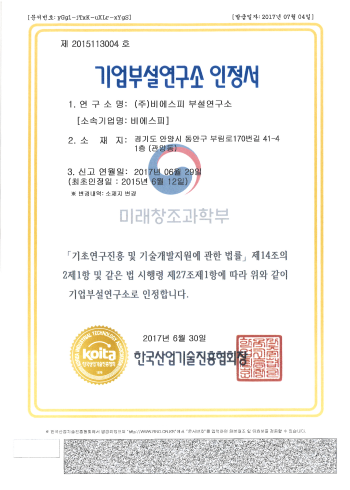 [발급일자: 2017년 07월 04일]
제 2015113004 호
기업부설연구소 인정서
1. 연 구 소 명: (주)비에스피 부설연구소
[소속기업명: 비에스피]
2. 소 재 지: 경기도 안양시 동안구 부림로170번길 41-4
1층 (관양동)
3. 신고 연월일: 2017년 06월 29일
(최초인정일 : 2015년 6월 12일)
※ 변경내역: 소재지 변경
미래창조과학부
「기초연구진흥 및 기술개발지원에 관한 법률」 제14조의
2제1항 및 같은 법 시행령 제27조제1항에 따라 위와 같이
기업부설연구소로 인정합니다.
2017년 6월 30일
koita
한국산업기술진흥협회장